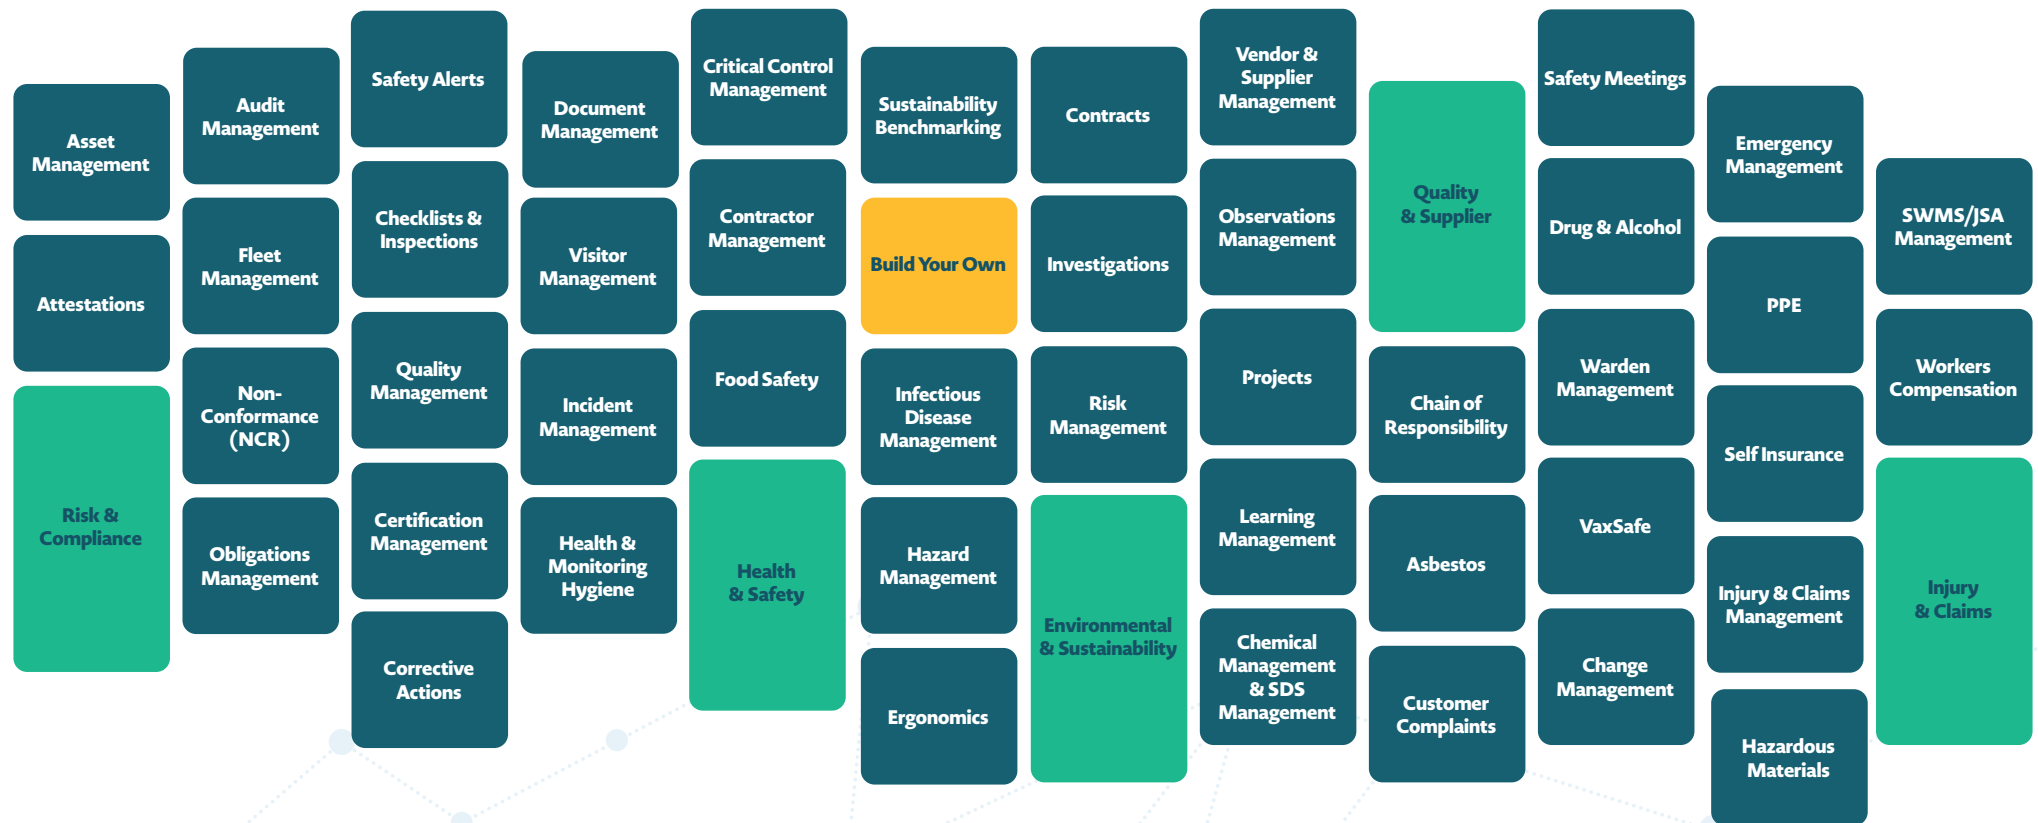 Asset
Management
Attestations
Risk &
Compliance
Audit
Management
Fleet
Management
Non-
Conformance
(NCR)
Obligations
Management
Safety Alerts
Checklists &
Inspections
Quality
Management
Certification
Management
Corrective
Actions
Document
Management
Visitor
Management
Incident
Management
Health &
Monitoring
Hygiene
Critical Control
Management
Contractor
Management
Food Safety
Health
& Safety
Sustainability
Benchmarking
Build Your Own
Infectious
Disease
Management
Hazard
Management
Ergonomics
Contracts
Investigations
Risk
Management
Environmental
& Sustainability
Vendor &
Supplier
Management
Observations
Management
Projects
Learning
Management
Chemical
Management
& SDS
Management
Quality
& Supplier
Chain of
Responsibility
Asbestos
Customer
Complaints
Safety Meetings
Drug & Alcohol
Warden
Management
VaxSafe
Change
Management
Emergency
Management
PPE
Self Insurance
Injury & Claims
Management
Hazardous
Materials
SWMS/JSA
Management
Workers
Compensation
Injury
& Claims